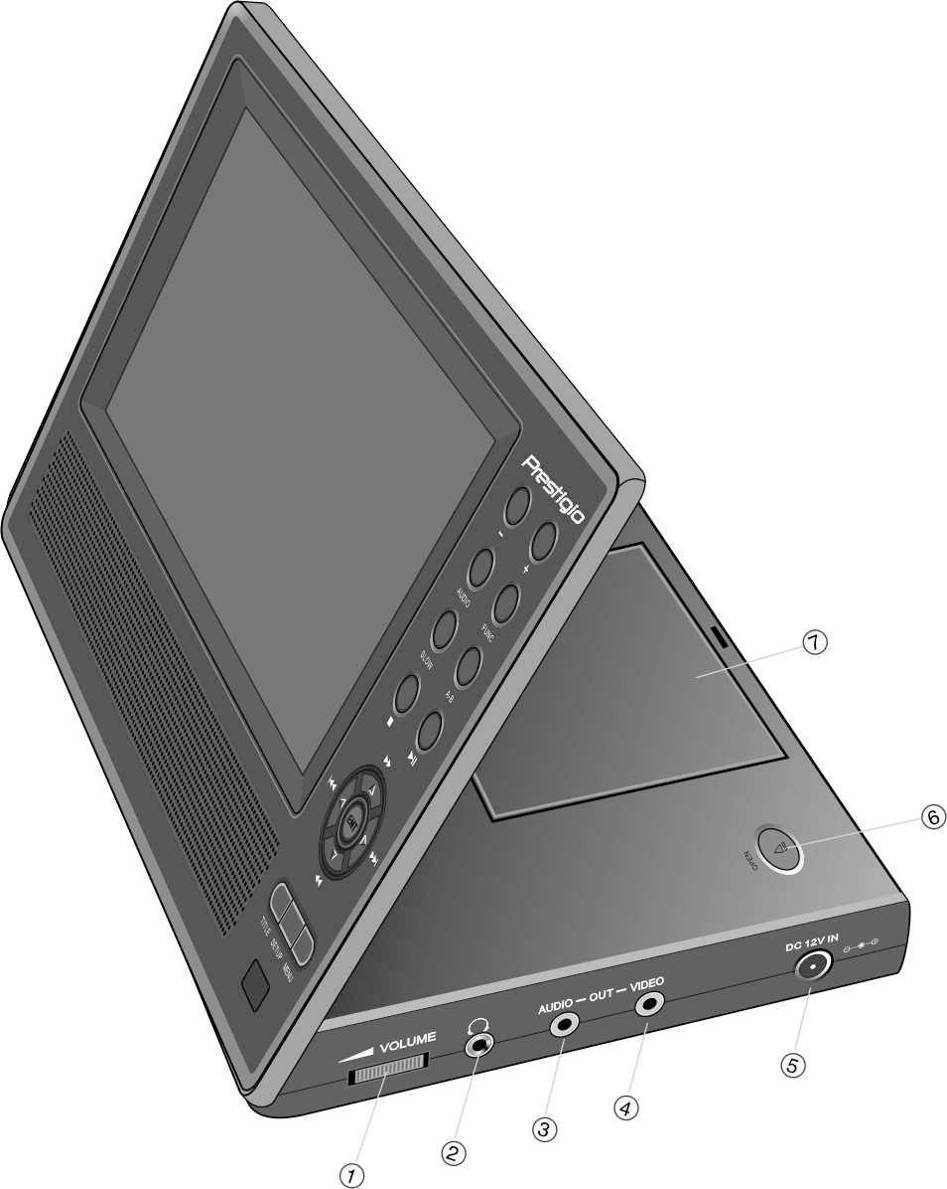 Prestigio
-
+
AUDIO
FUNC
SLOW
A-B
TITLE SETUP MENU
OPEN
DC 12V IN
AUDIO – OUT – VIDEO
VOLUME
1
2
3
4
5
6
7